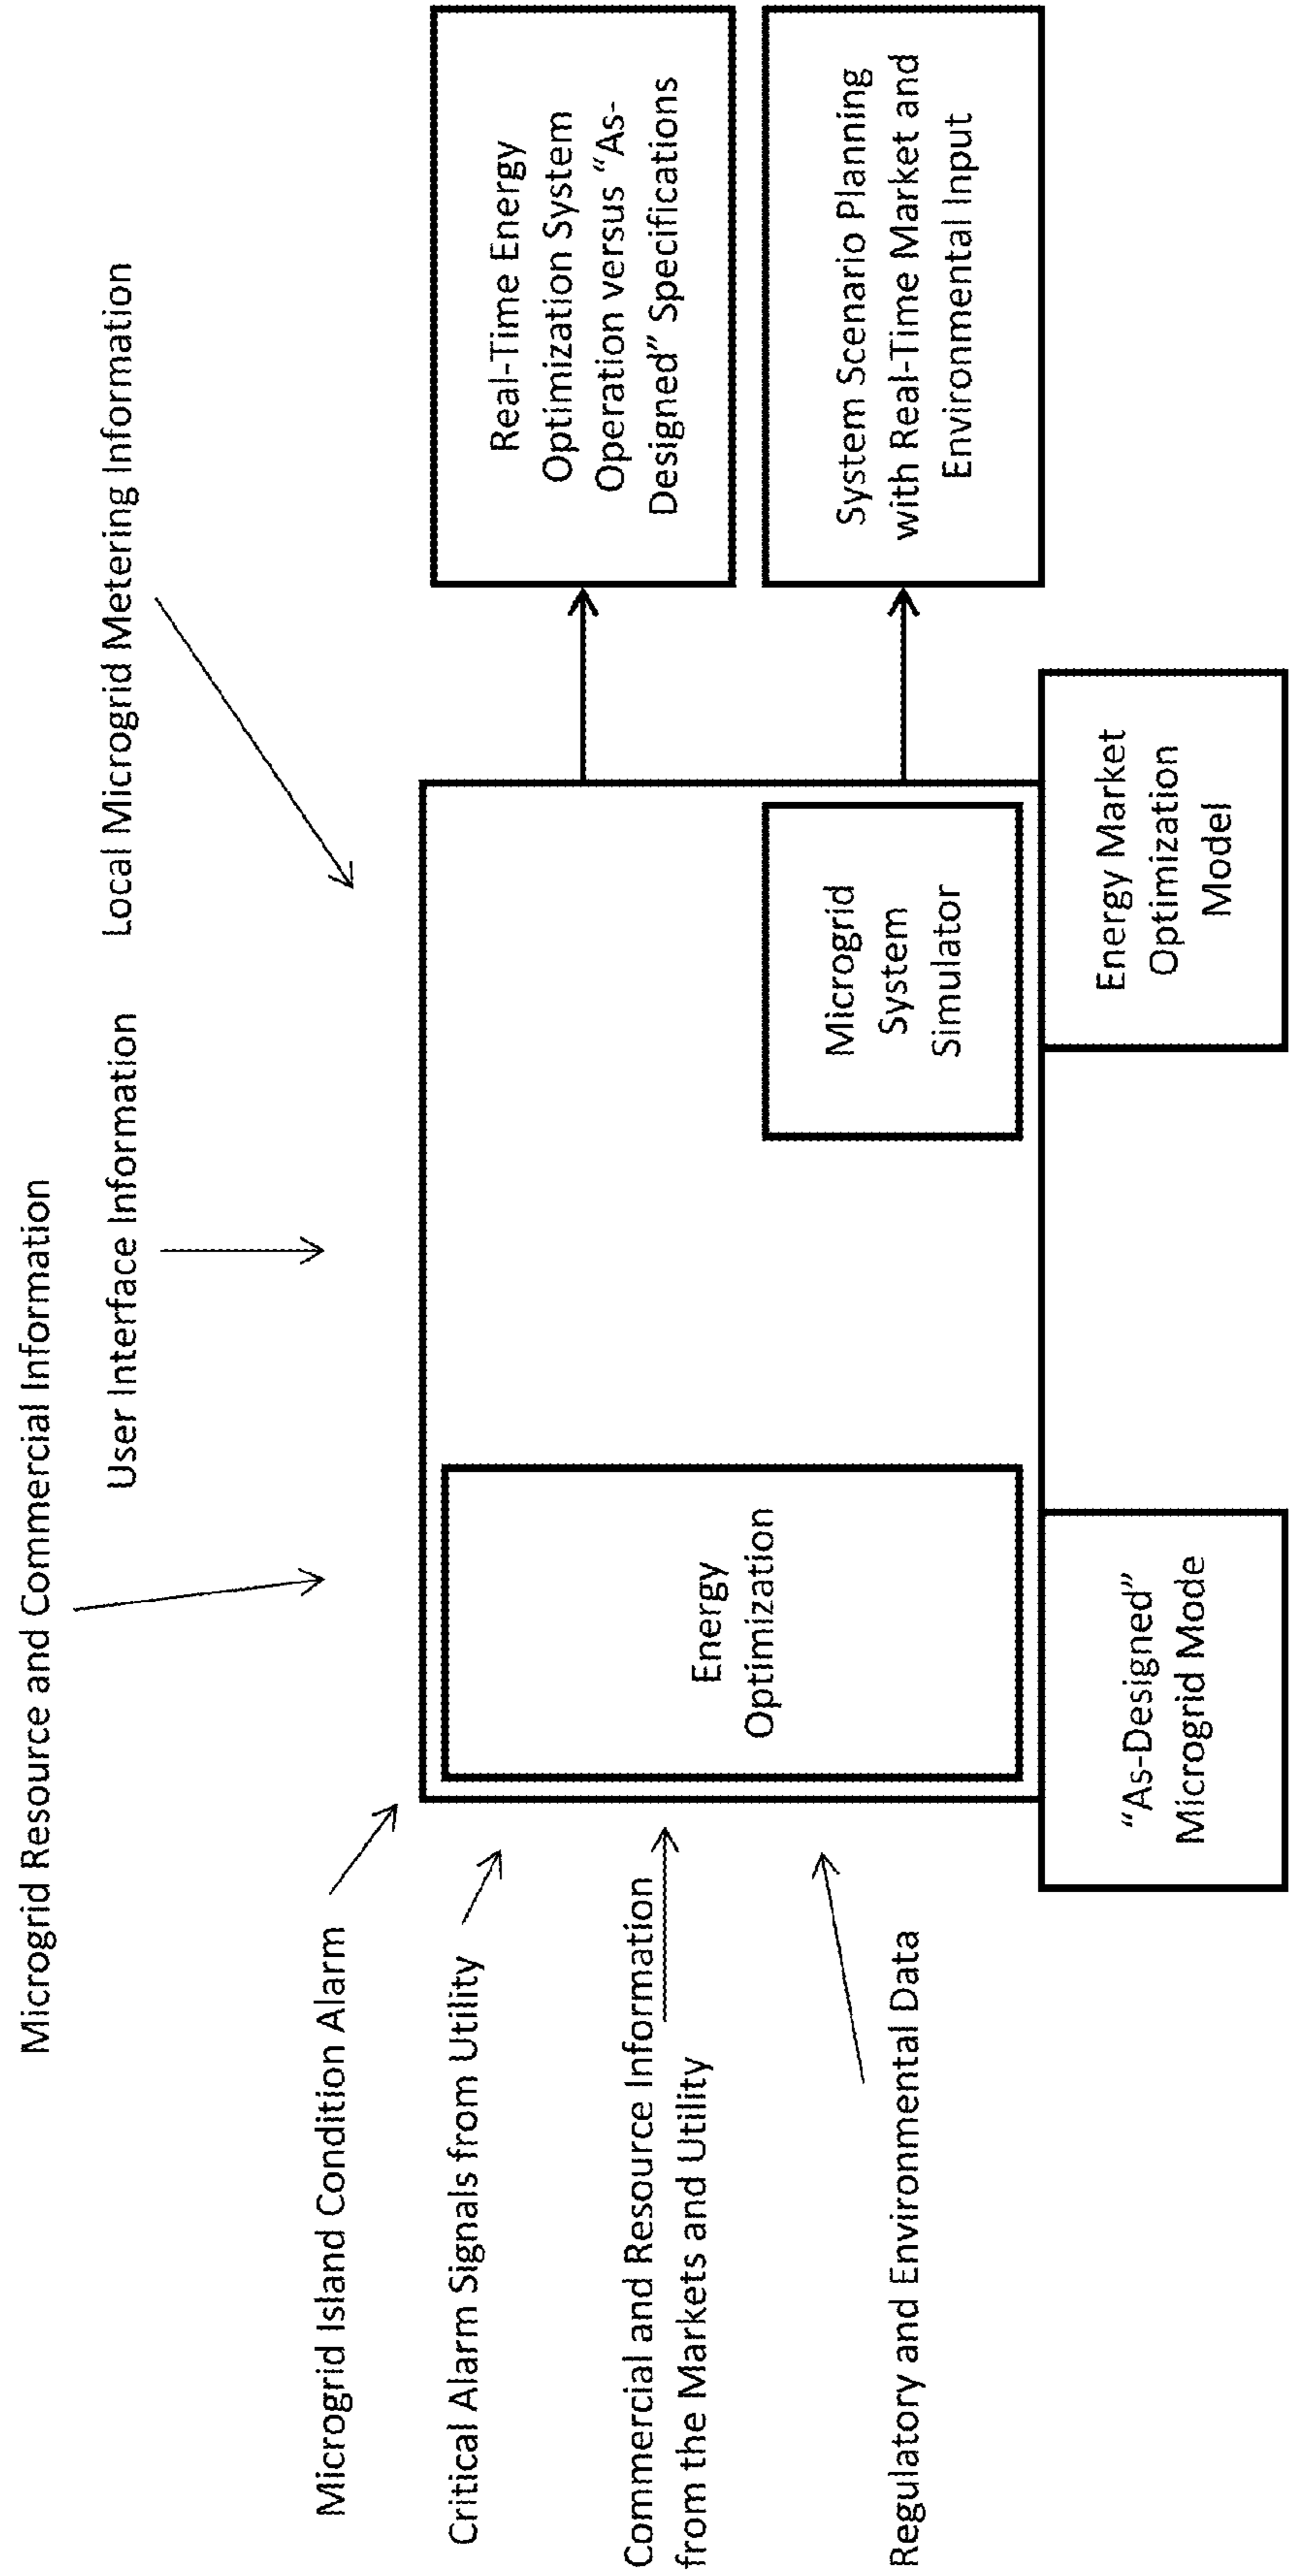 Microgrid Resource and Commercial Information
User Interface Information
Local Microgrid Metering Information
Microgrid Island Condition Alarm
Critical Alarm Signals from Utility
Commercial and Resource Information
from the Markets and Utility
Regulatory and Environmental Data
Energy
Optimization
Microgrid
System
Simulator
Real-Time Energy
Optimization System
Operation versus “As-
Designed” Specifications
System Scenario Planning
with Real-Time Market and
Environmental Input
“As-Designed”
Microgrid Mode
Energy Market
Optimization
Model